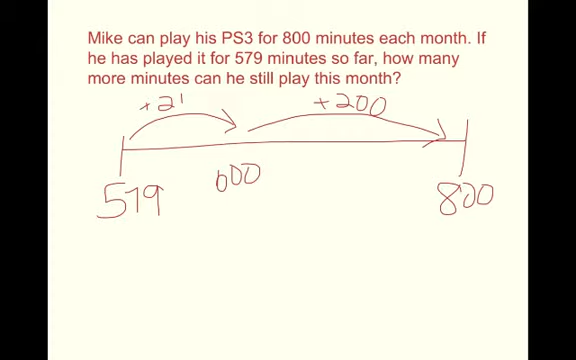 Mike can play his PS3 for 800 minutes each month. If
he has played it for 579 minutes so far, how many
more minutes can he still play this month?
+21 +200
579 600 800